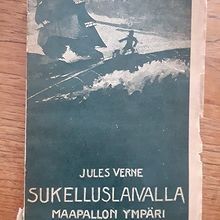 JULES VERNE
SUKELLUSLAIVALLA
MAAPALLON YMPÄRI